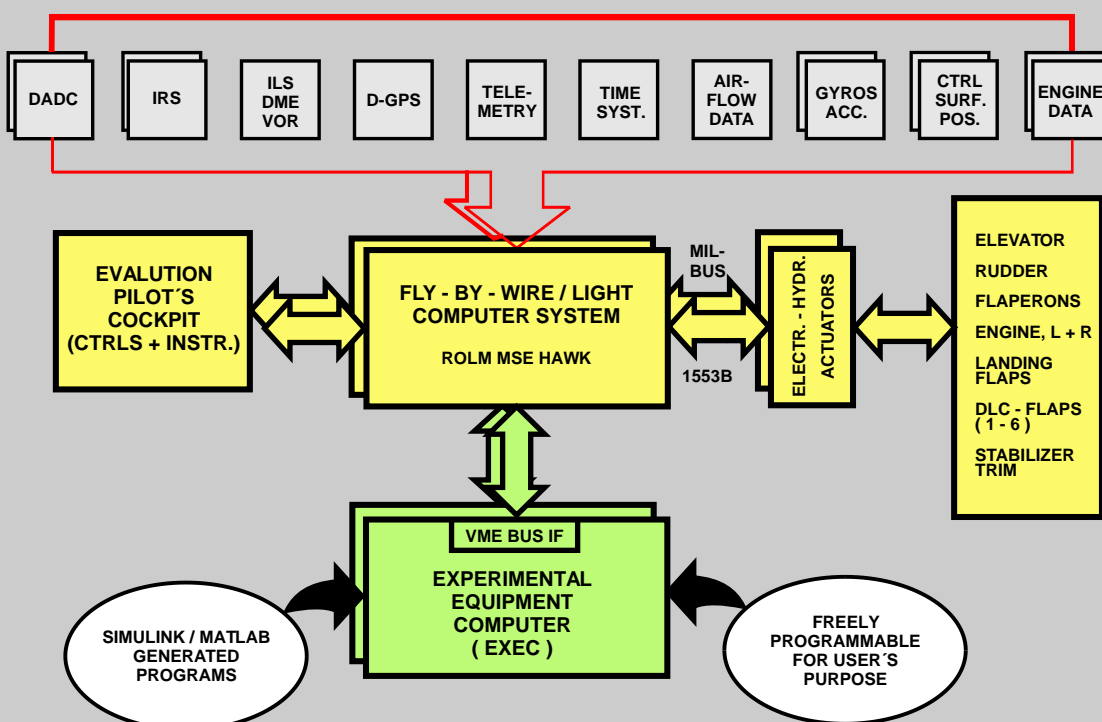 DADC
IRS
ILS
DME
VOR
D-GPS
TELE-
METRY
TIME
SYST.
AIR-
FLOW
DATA
GYROS
ACC.
CTRL
SURF.
POS.
ENGINE
DATA
EVALUTION
PILOT´S
COCKPIT
(CTRLS + INSTR.)
FLY - BY - WIRE / LIGHT
COMPUTER SYSTEM
ROLM MSE HAWK
MIL-
BUS
1553B
ELECTR. - HYDR.
ACTUATORS
ELEVATOR
RUDDER
FLAPERONS
ENGINE, L + R
LANDING
FLAPS
DLC - FLAPS
( 1 - 6 )
STABILIZER
TRIM
VME BUS IF
EXPERIMENTAL
EQUIPMENT
COMPUTER
( EXEC )
SIMULINK / MATLAB
GENERATED
PROGRAMS
FREELY
PROGRAMMABLE
FOR USER´S
PURPOSE